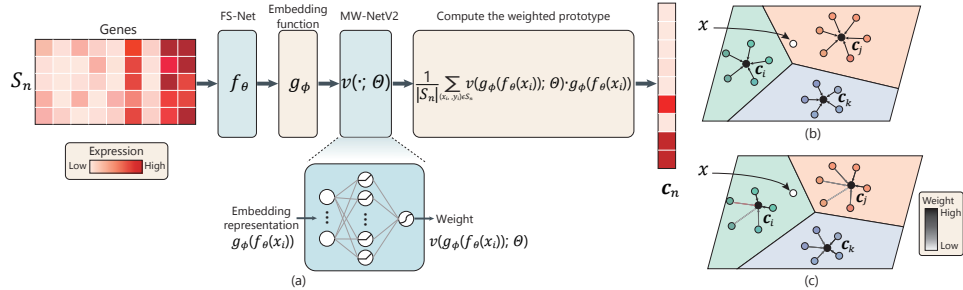 Genes
S_n
Expression
Low High
FS-Net
f_θ
Embedding
function
g_ϕ
MW-NetV2
v(·; Θ)
Compute the weighted prototype
1/|S_n| ∑_(x_i, y_i)∈S_n v(g_ϕ(f_θ(x_i)); Θ)·g_ϕ(f_θ(x_i))
c_n
Embedding
representation
g_ϕ(f_θ(x_i))
Weight
v(g_ϕ(f_θ(x_i)); Θ)
(a)
x
c_i
c_j
c_k
(b)
x
c_i
c_j
c_k
(c)
Weight
High
Low